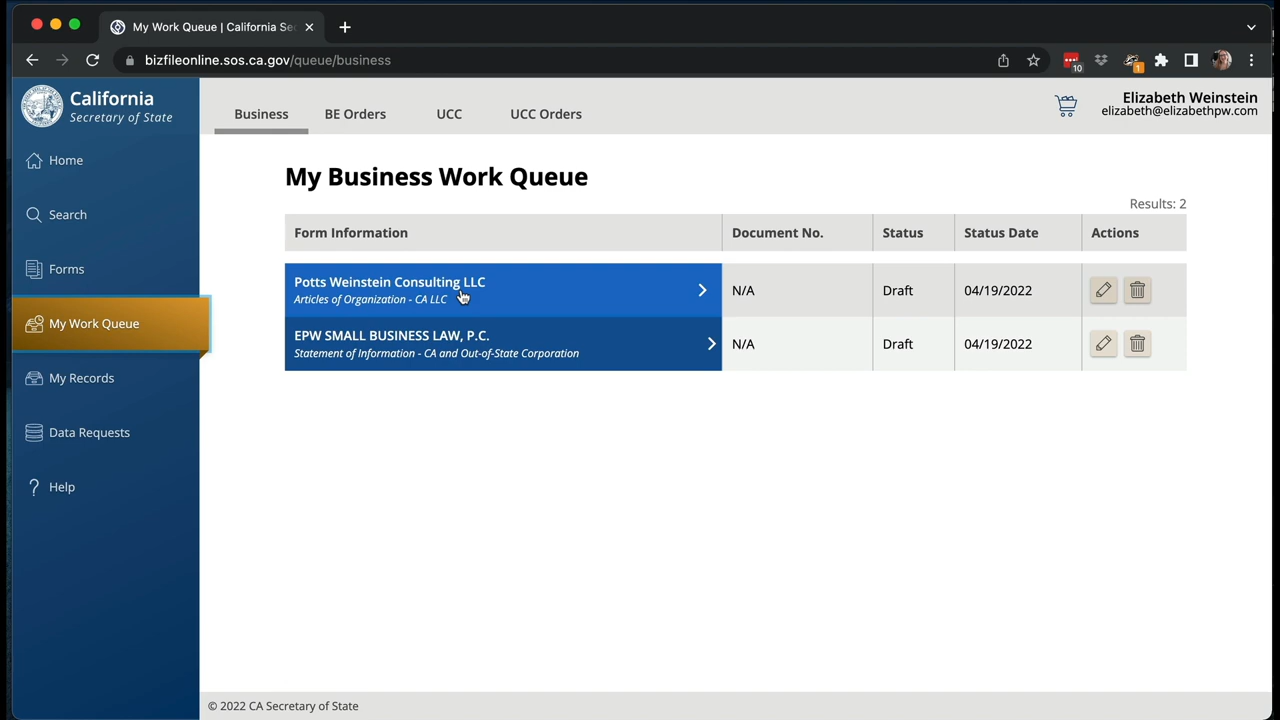 My Work Queue | California Sec
bizfileonline.sos.ca.gov/queue/business
10
1
California
Secretary of State
Business
BE Orders
UCC
UCC Orders
Elizabeth Weinstein
elizabeth@elizabethpw.com
Home
Search
Forms
My Work Queue
My Records
Data Requests
Help
My Business Work Queue
Results: 2
Form Information
Document No.
Status
Status Date
Actions
Potts Weinstein Consulting LLC
Articles of Organization - CA LLC
N/A
Draft
04/19/2022
EPW SMALL BUSINESS LAW, P.C.
Statement of Information - CA and Out-of-State Corporation
N/A
Draft
04/19/2022
© 2022 CA Secretary of State